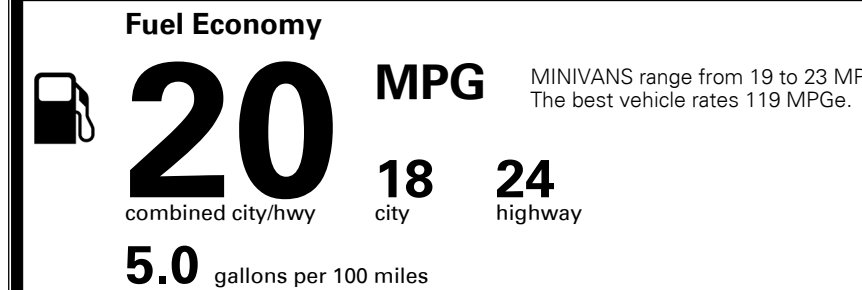 Fuel Economy
20 MPG
MINIVANS range from 19 to 23
The best vehicle rates 119 MPGe.
combined city/hwy
18 city
24 highway
5.0 gallons per 100 miles